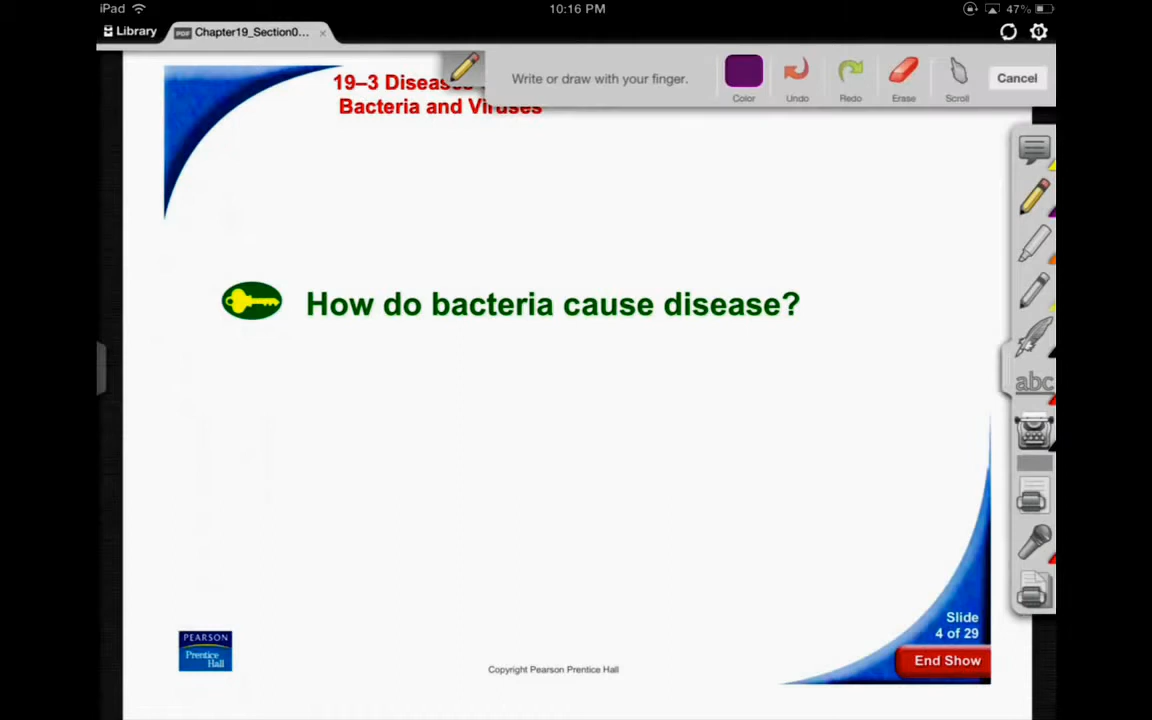 iPad
10:16 PM
47%
Library
PDF Chapter19_Section0...
Write or draw with your finger.
Color
Undo
Redo
Erase
Scroll
Cancel
19–3 Diseas
Bacteria and Viruses
How do bacteria cause disease?
abc
PEARSON
Prentice
Hall
Copyright Pearson Prentice Hall
Slide
4 of 29
End Show